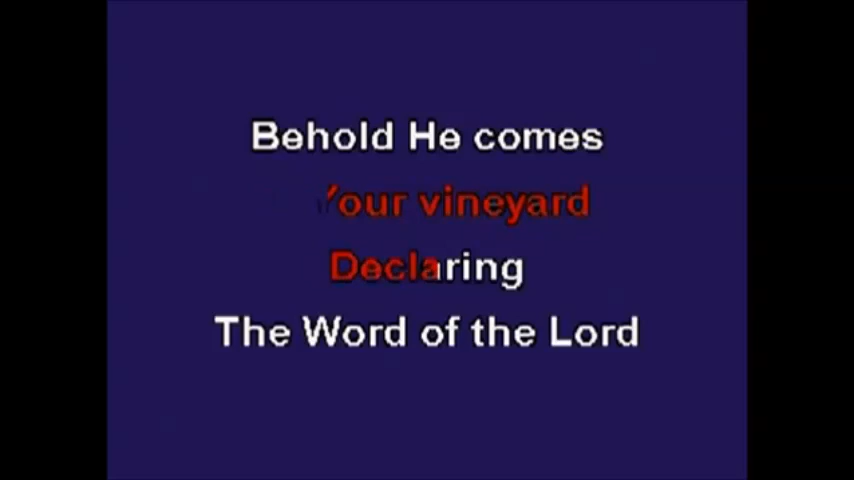 Behold He comes
Your vineyard
Declaring
The Word of the Lord